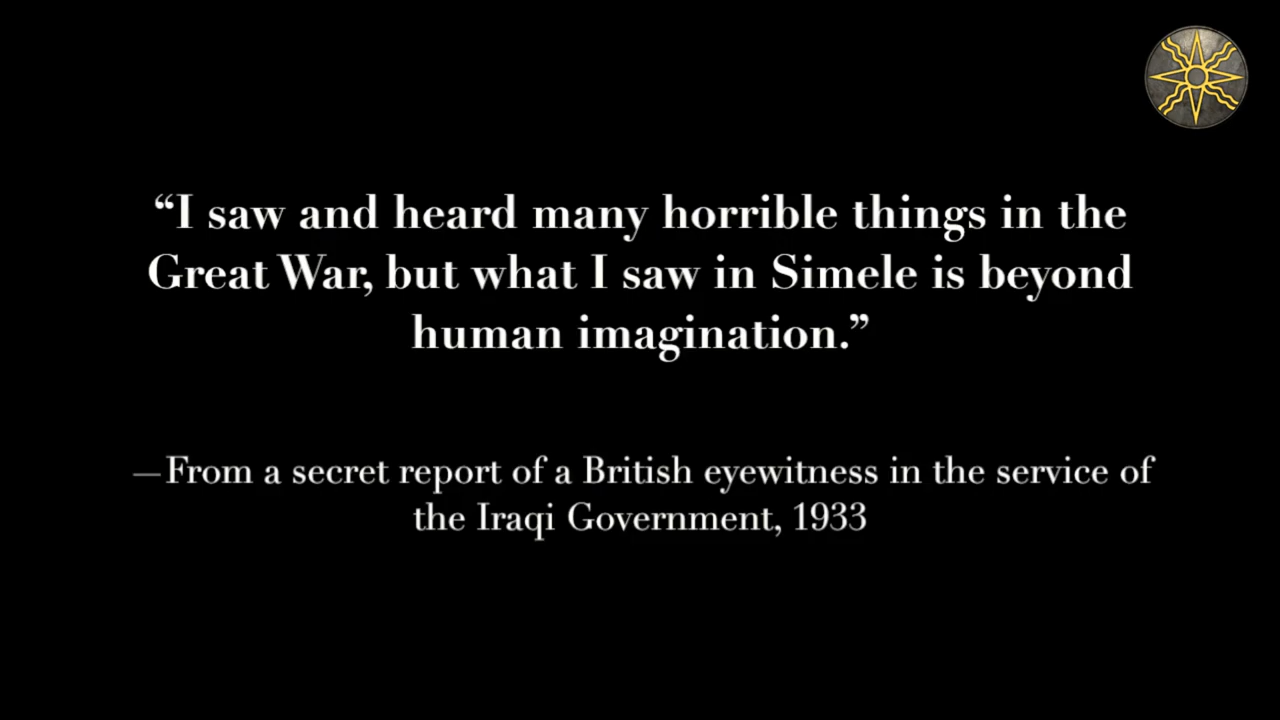 “I saw and heard many horrible things in the
Great War, but what I saw in Simele is beyond
human imagination.”
—From a secret report of a British eyewitness in the service of
the Iraqi Government, 1933